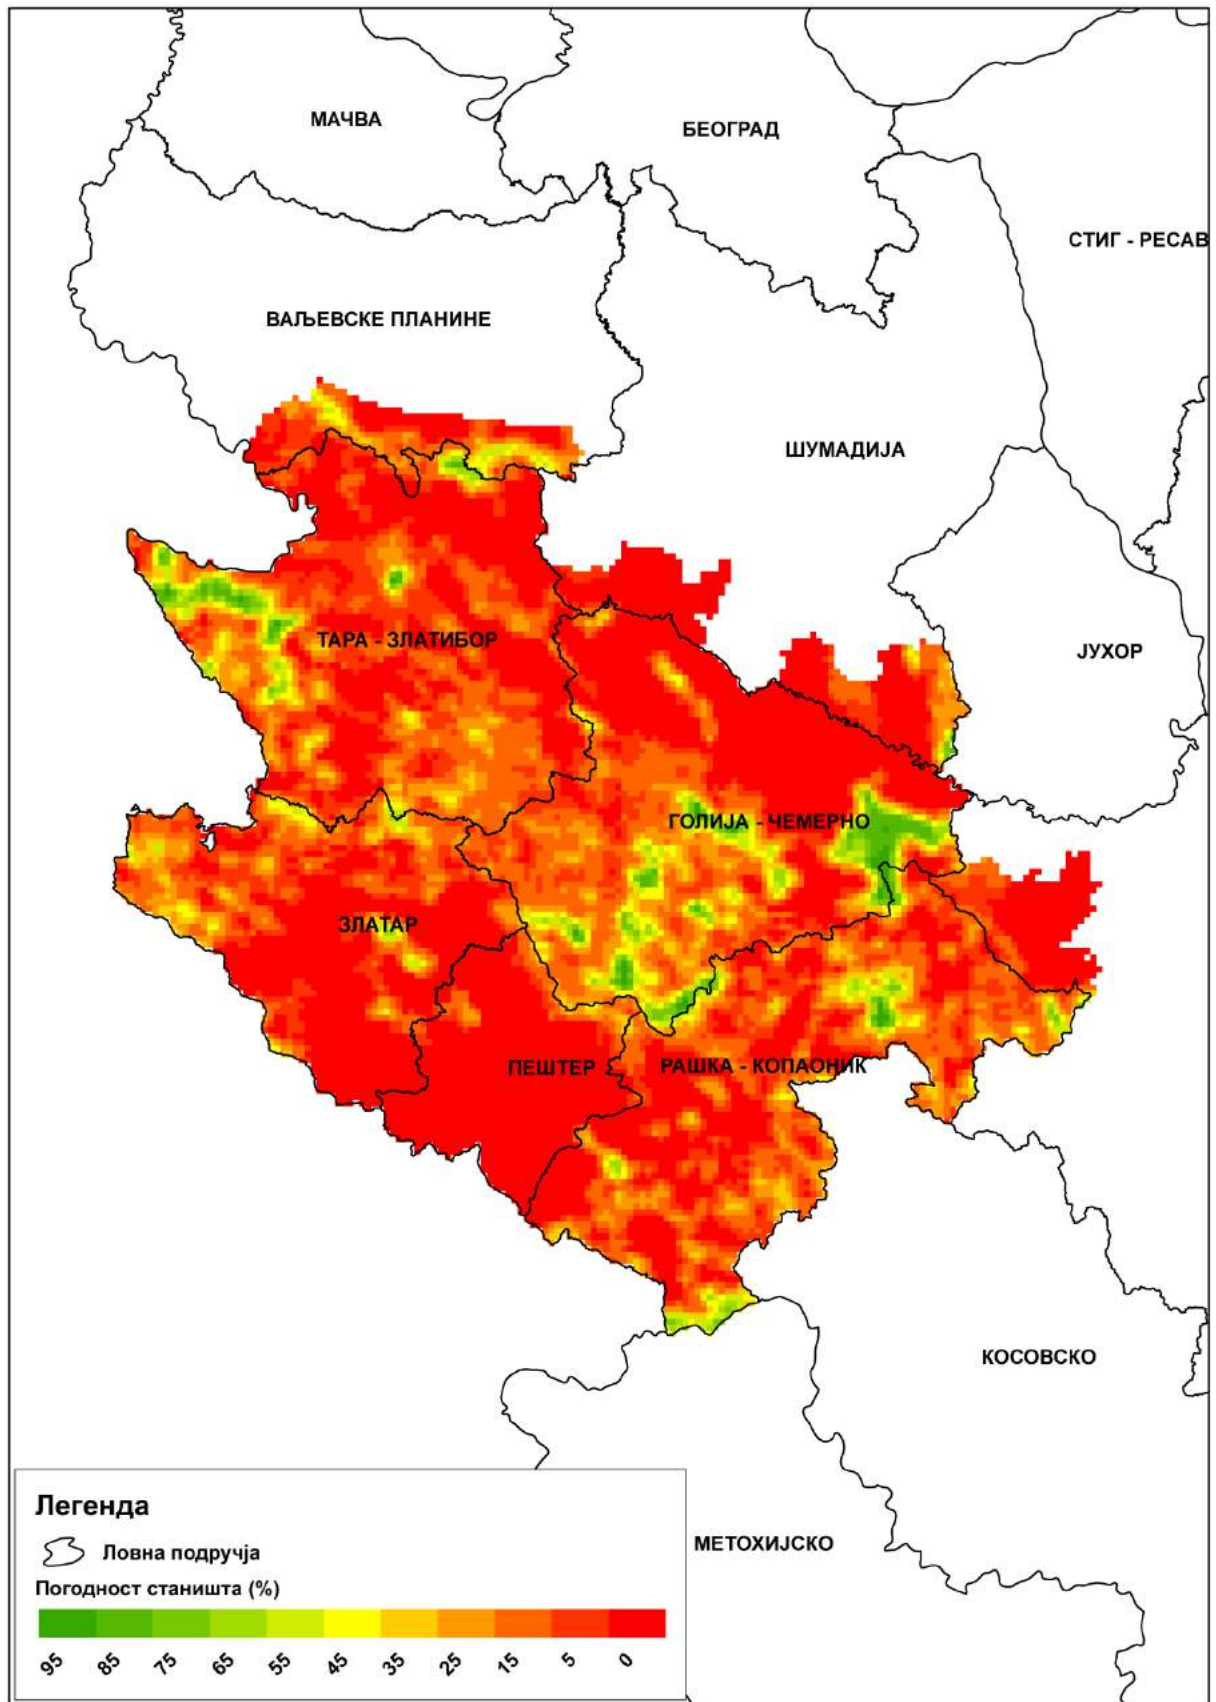 МАЧВА
БЕОГРАД
СТИГ - РЕСАВ
ВАЉЕВСКЕ ПЛАНИНЕ
ШУМАДИЈА
ТАРА - ЗЛАТИБОР
ЈУХОР
ГОЛИЈА - ЧЕМЕРНО
ЗЛАТАР
ПЕШТЕР
РАШКА - КОПАОНИК
КОСОВСКО
МЕТОХИЈСКО
Легенда
Ловна подручја
Погодност станишта (%)
95 85 75 65 55 45 35 25 15 5 0